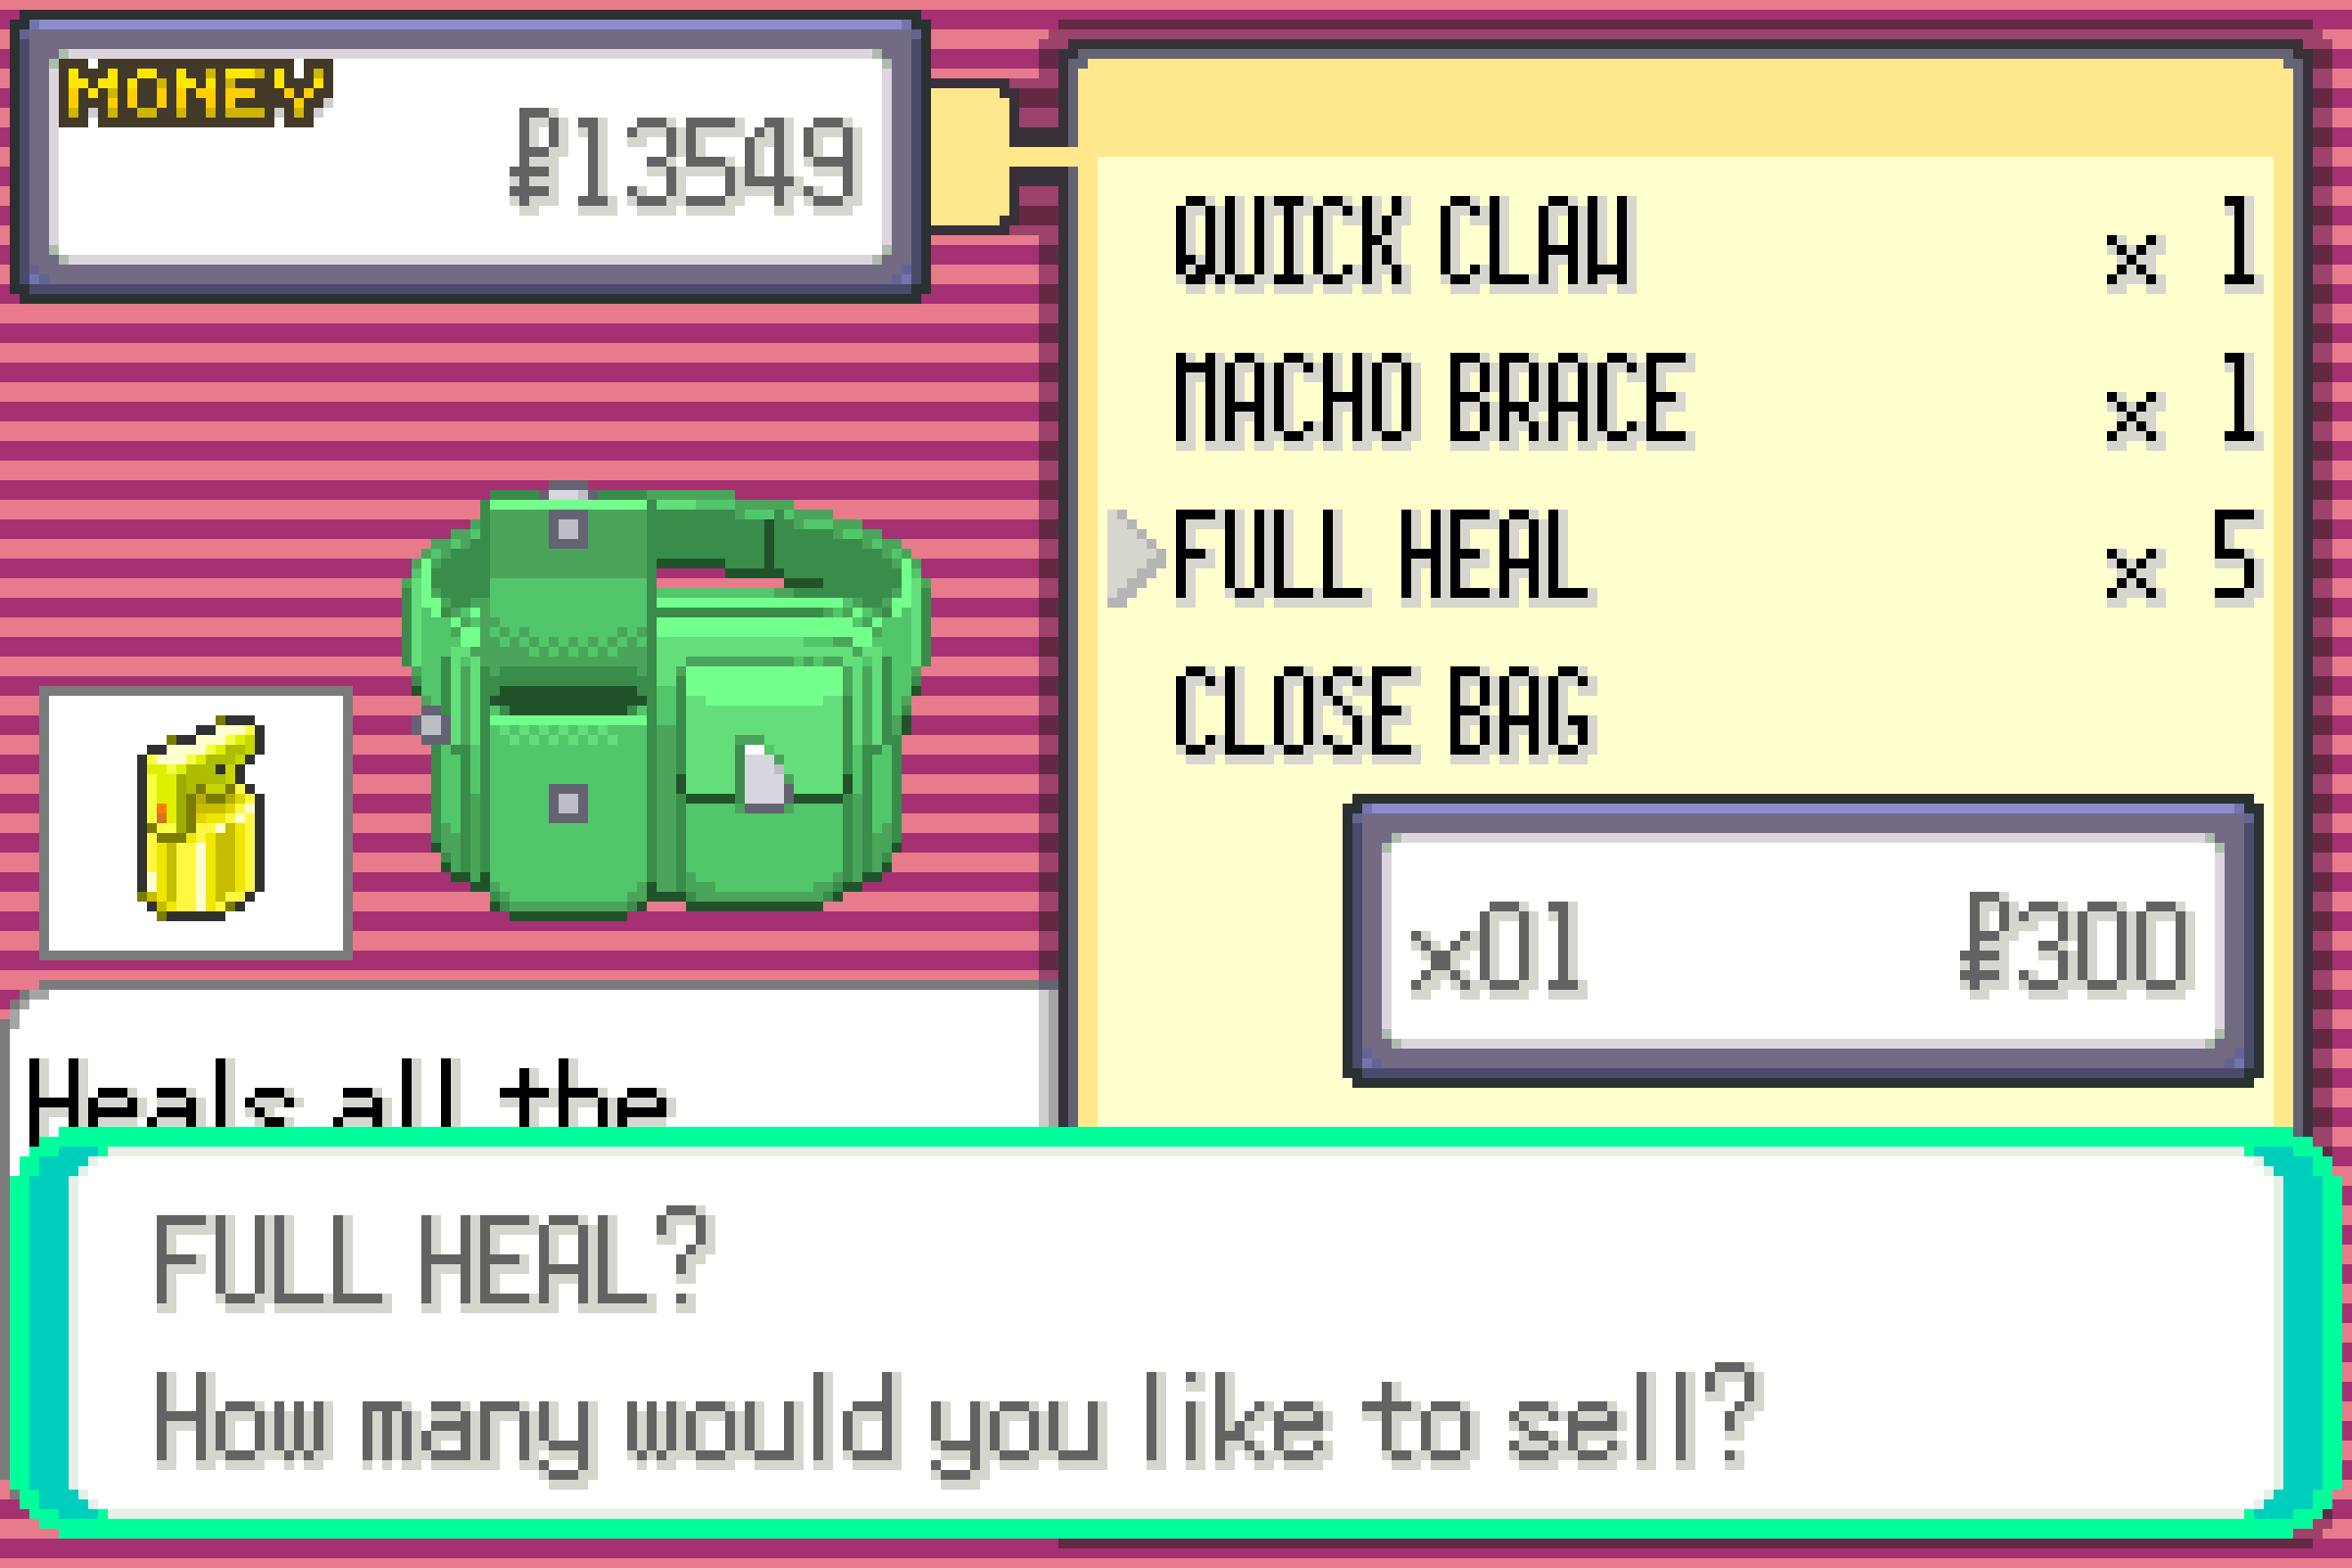 MONEY
₽13549
QUICK CLAW × 1
MACHO BRACE × 1
FULL HEAL × 5
CLOSE BAG
×01 ₽300
Heals all the
FULL HEAL?
How many would you like to sell?